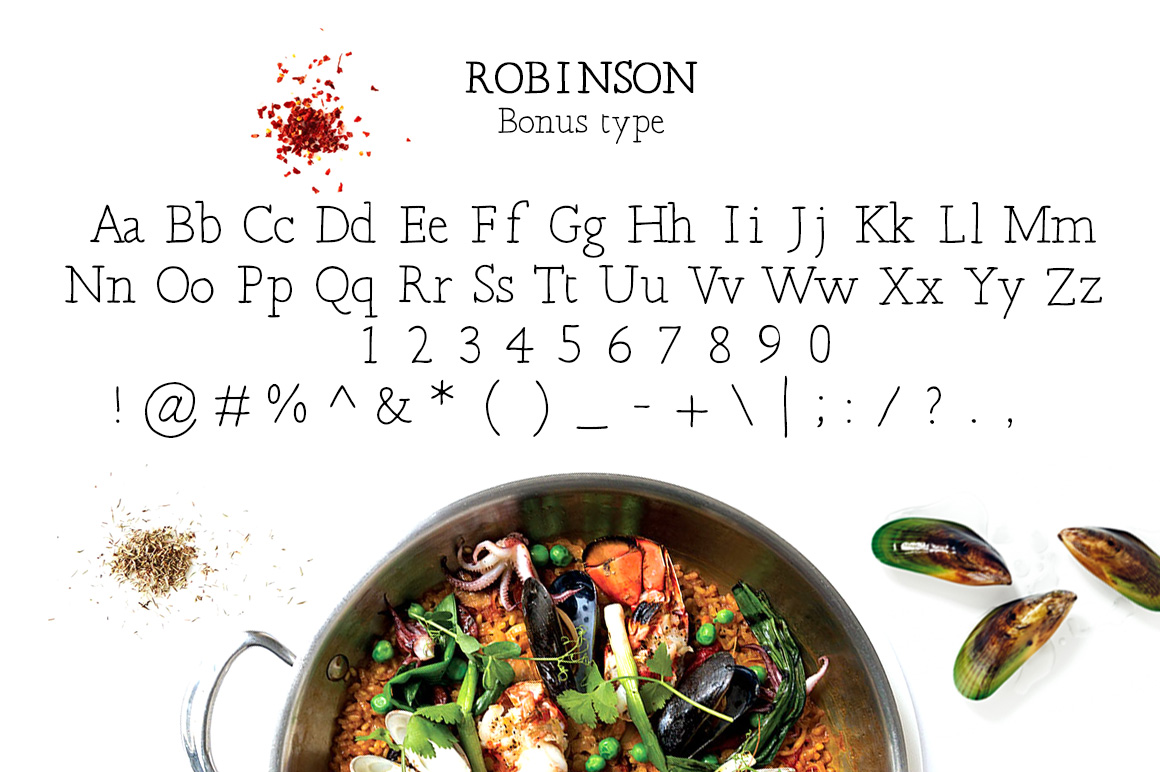 ROBINSON
Bonus type
Aa Bb Cc Dd Ee Ff Gg Hh Ii Jj Kk Ll Mm
Nn Oo Pp Qq Rr Ss Tt Uu Vv Ww Xx Yy Zz
1 2 3 4 5 6 7 8 9 0
! @ # % ^ & * ( ) _ - + \ | ; : / ? . ,